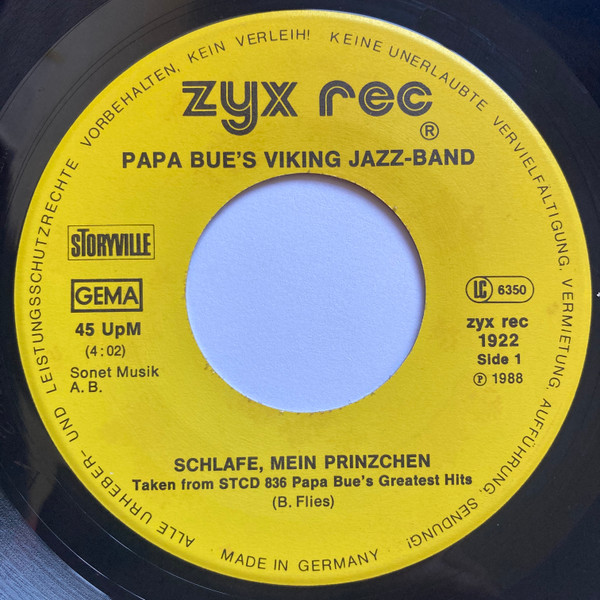 ALLE URHEBER- UND LEISTUNGSSCHUTZRECHTE VORBEHALTEN. KEIN VERLEIH! KEINE UNERLAUBTE VERVIELFÄLTIGUNG, VERMIETUNG, AUFFÜHRUNG, SENDUNG!
zyx rec
®
PAPA BUE'S VIKING JAZZ-BAND
STORYVILLE
GEMA
45 UpM
(4:02)
Sonet Musik
A.B.
LC 6350
zyx rec
1922
Side 1
℗ 1988
SCHLAFE, MEIN PRINZCHEN
Taken from STCD 836 Papa Bue's Greatest Hits
(B. Flies)
· MADE IN GERMANY ·